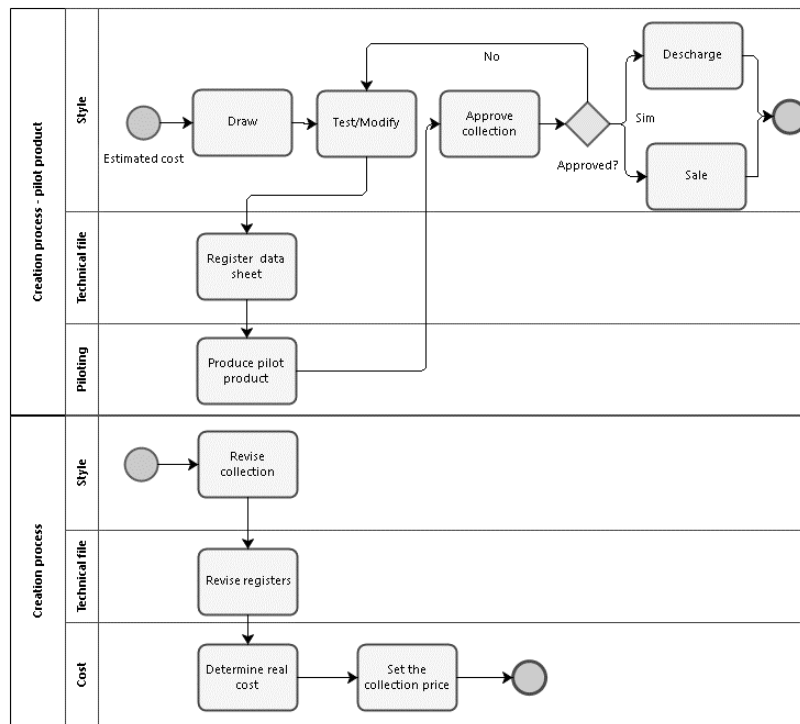 Creation process - pilot product
Style
Estimated cost
Draw
Test/Modify
Approve
collection
No
Approved?
Sim
Descharge
Sale
Technical file
Register data
sheet
Piloting
Produce pilot
product
Creation process
Style
Revise
collection
Technical file
Revise registers
Cost
Determine real
cost
Set the
collection price